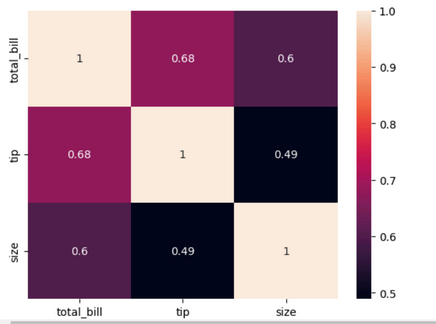 1.0
total_bill 1 0.68 0.6
0.9
0.8
tip 0.68 1 0.49
0.7
0.6
size 0.6 0.49 1
0.5
total_bill tip size